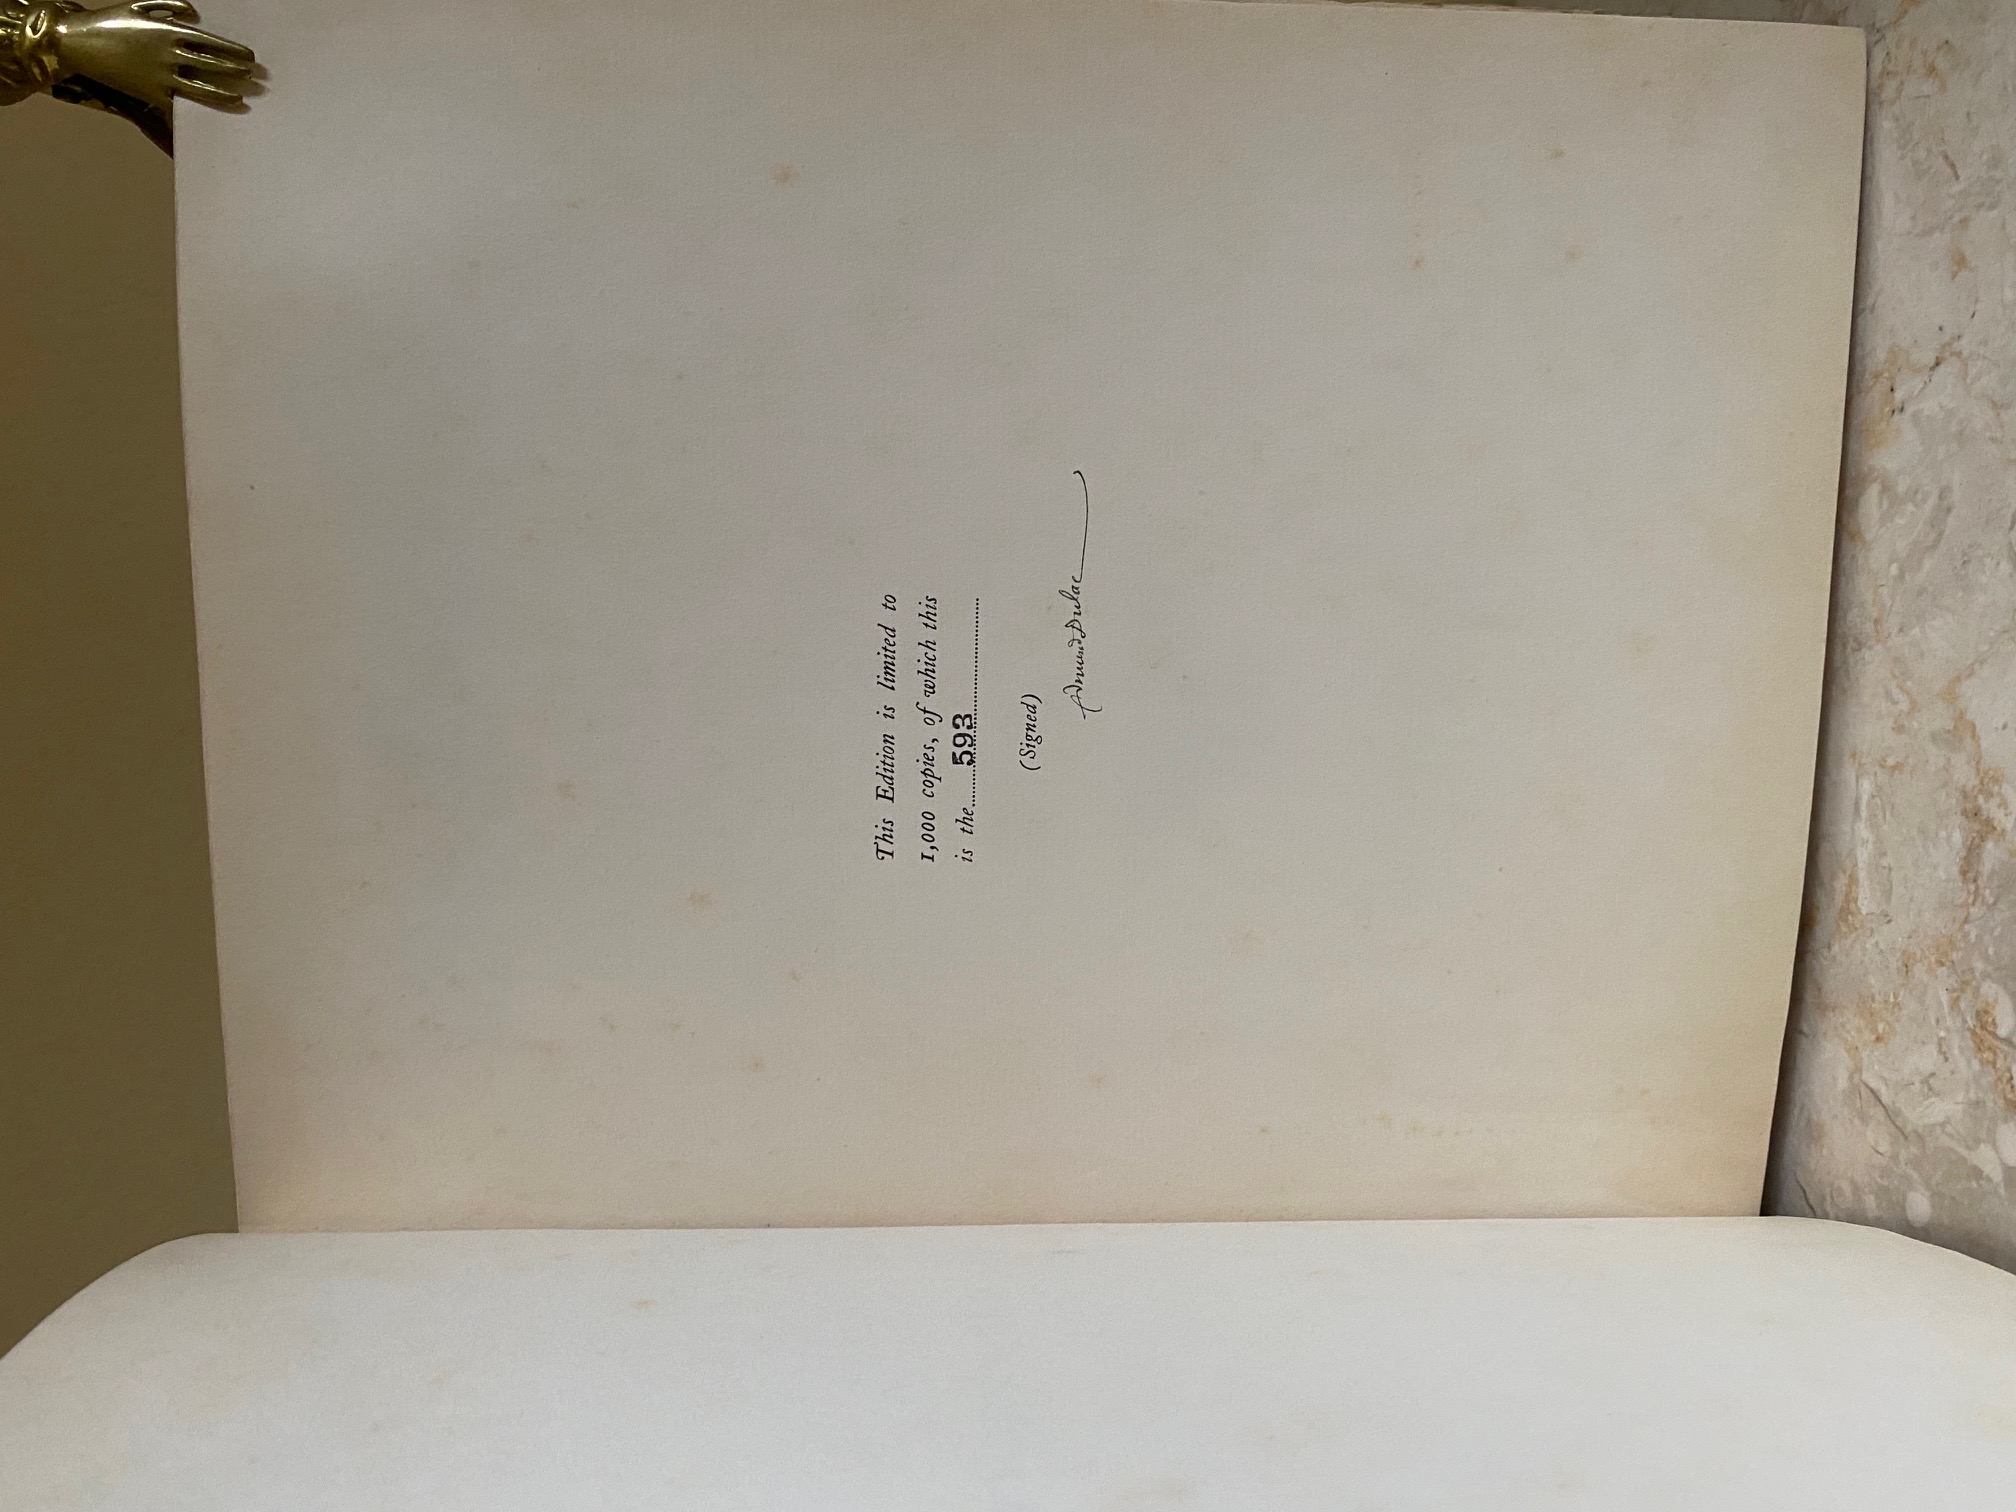 This Edition is limited to
1,000 copies, of which this
is the 593
(Signed)
Edmund Dulac